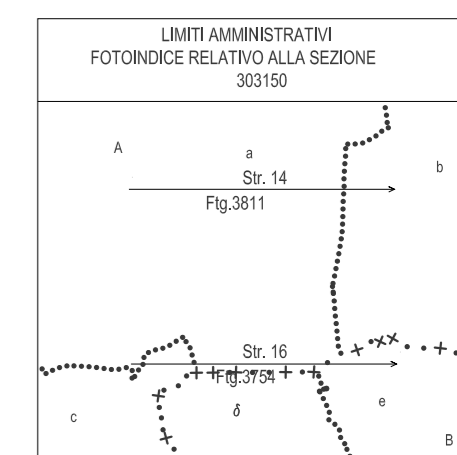 LIMITI AMMINISTRATIVI
FOTOINDICE RELATIVO ALLA SEZIONE
303150
A
a
b
Str. 14
Ftg.3811
Str. 16
Ftg.3754
c
δ
e
B